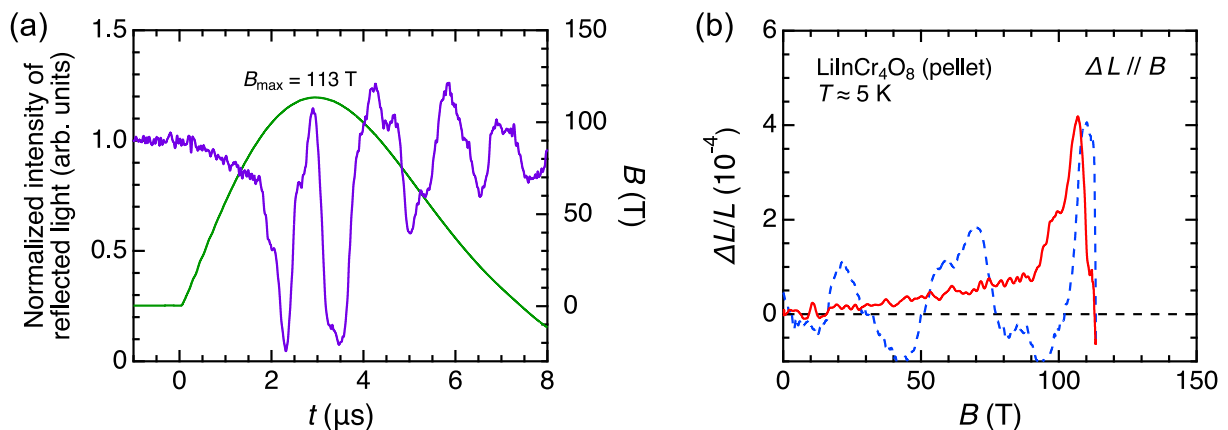 (a)
Normalized intensity of
reflected light (arb. units)
1.5
1.0
0.5
0
B_max = 113 T
150
100
50
0
B (T)
0 2 4 6 8
t (μs)
(b)
ΔL/L (10⁻⁴)
4
2
0
LiInCr₄O₈ (pellet)
T ≈ 5 K
ΔL // B
0 50 100 150
B (T)